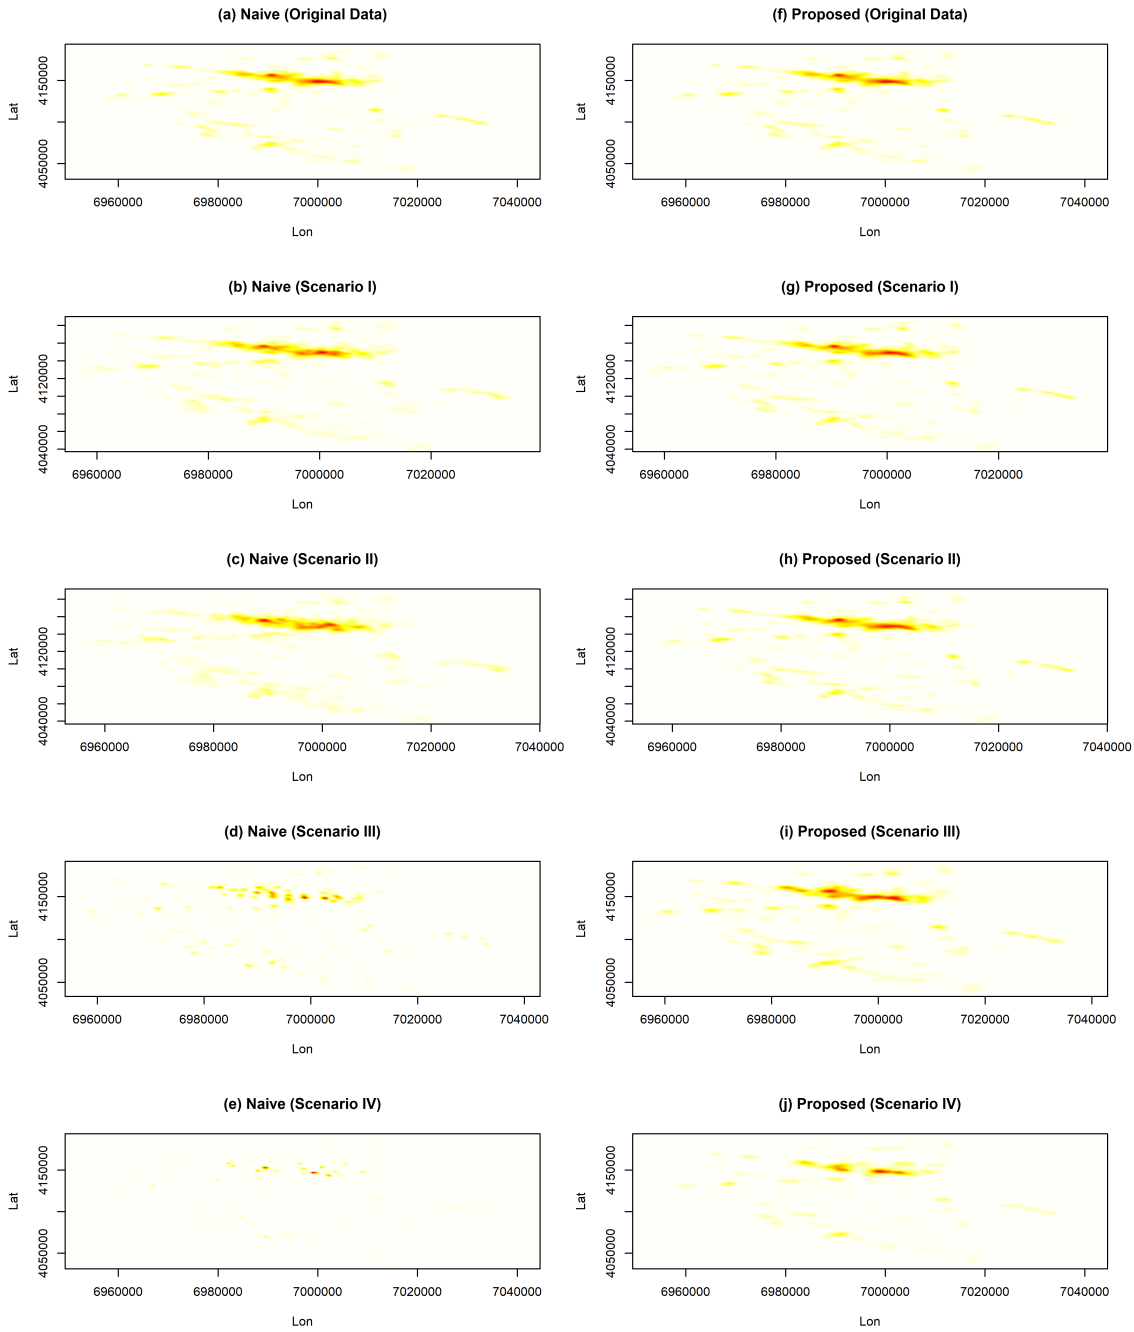 (a) Naive (Original Data)
Lat
4050000 4150000
6960000 6980000 7000000 7020000 7040000
Lon
(f) Proposed (Original Data)
Lat
4050000 4150000
6960000 6980000 7000000 7020000 7040000
Lon
(b) Naive (Scenario I)
Lat
4040000 4120000
6960000 6980000 7000000 7020000
Lon
(g) Proposed (Scenario I)
Lat
4040000 4120000
6960000 6980000 7000000 7020000
Lon
(c) Naive (Scenario II)
Lat
4040000 4120000
6960000 6980000 7000000 7020000 7040000
Lon
(h) Proposed (Scenario II)
Lat
4040000 4120000
6960000 6980000 7000000 7020000 7040000
Lon
(d) Naive (Scenario III)
Lat
4050000 4150000
6960000 6980000 7000000 7020000 7040000
Lon
(i) Proposed (Scenario III)
Lat
4050000 4150000
6960000 6980000 7000000 7020000 7040000
Lon
(e) Naive (Scenario IV)
Lat
4050000 4150000
6960000 6980000 7000000 7020000 7040000
Lon
(j) Proposed (Scenario IV)
Lat
4050000 4150000
6960000 6980000 7000000 7020000 7040000
Lon